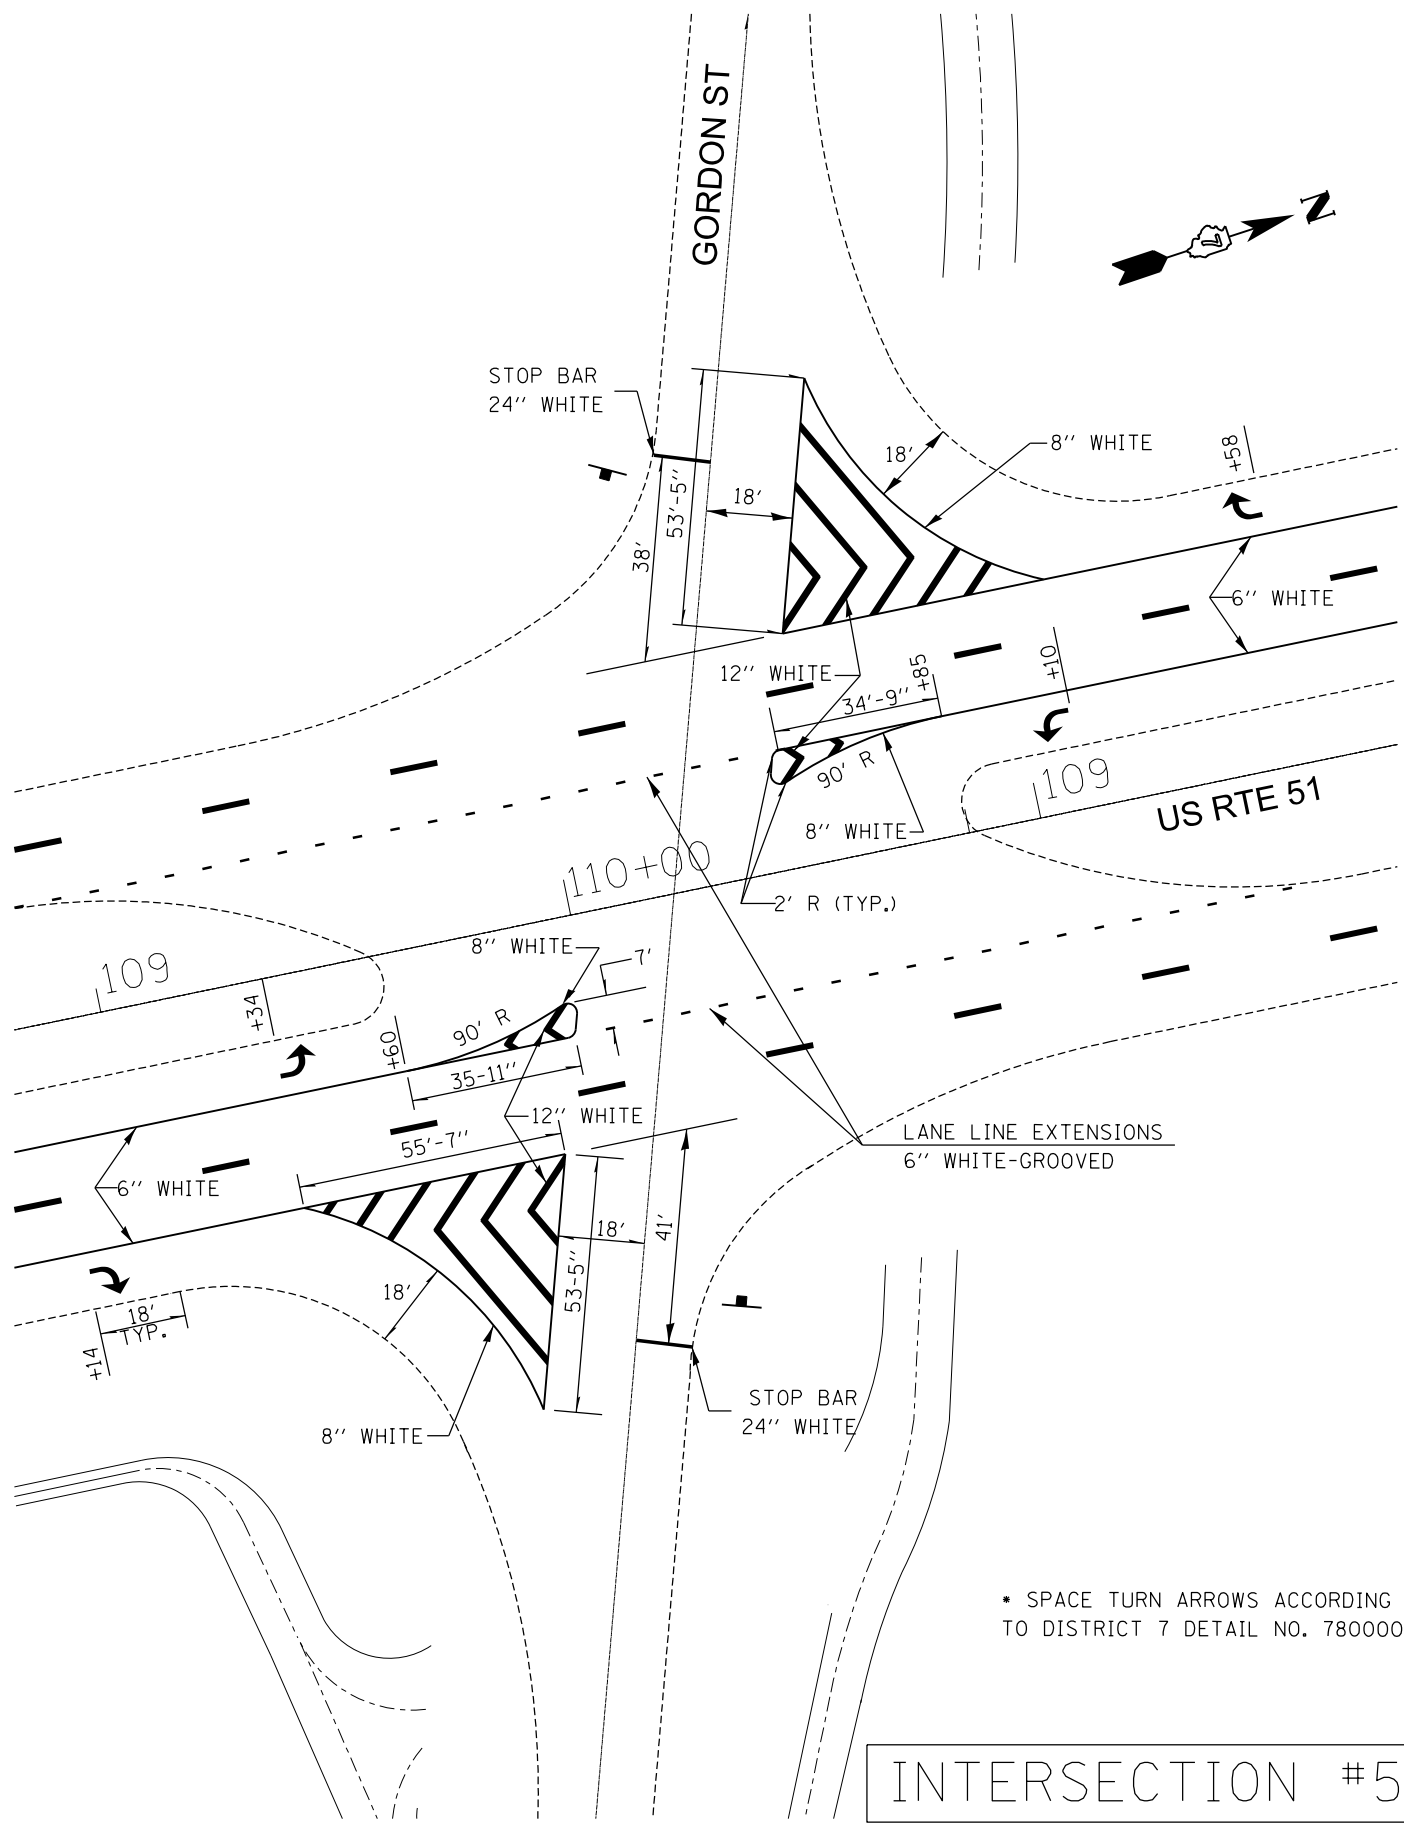 GORDON ST
N
7
STOP BAR
24'' WHITE
18'
8'' WHITE
+58
53'-5''
18'
38'
6'' WHITE
12'' WHITE
+85
+10
34'-9''
90' R
109
US RTE 51
8'' WHITE
110+00
2' R (TYP.)
8'' WHITE
7'
109
+34
90' R
+60
35-11''
12'' WHITE
55'-7''
LANE LINE EXTENSIONS
6'' WHITE-GROOVED
6'' WHITE
18'
41'
53-5''
18'
18'
TYP.
+14
STOP BAR
24'' WHITE
8'' WHITE
* SPACE TURN ARROWS ACCORDING
TO DISTRICT 7 DETAIL NO. 780000
INTERSECTION #5